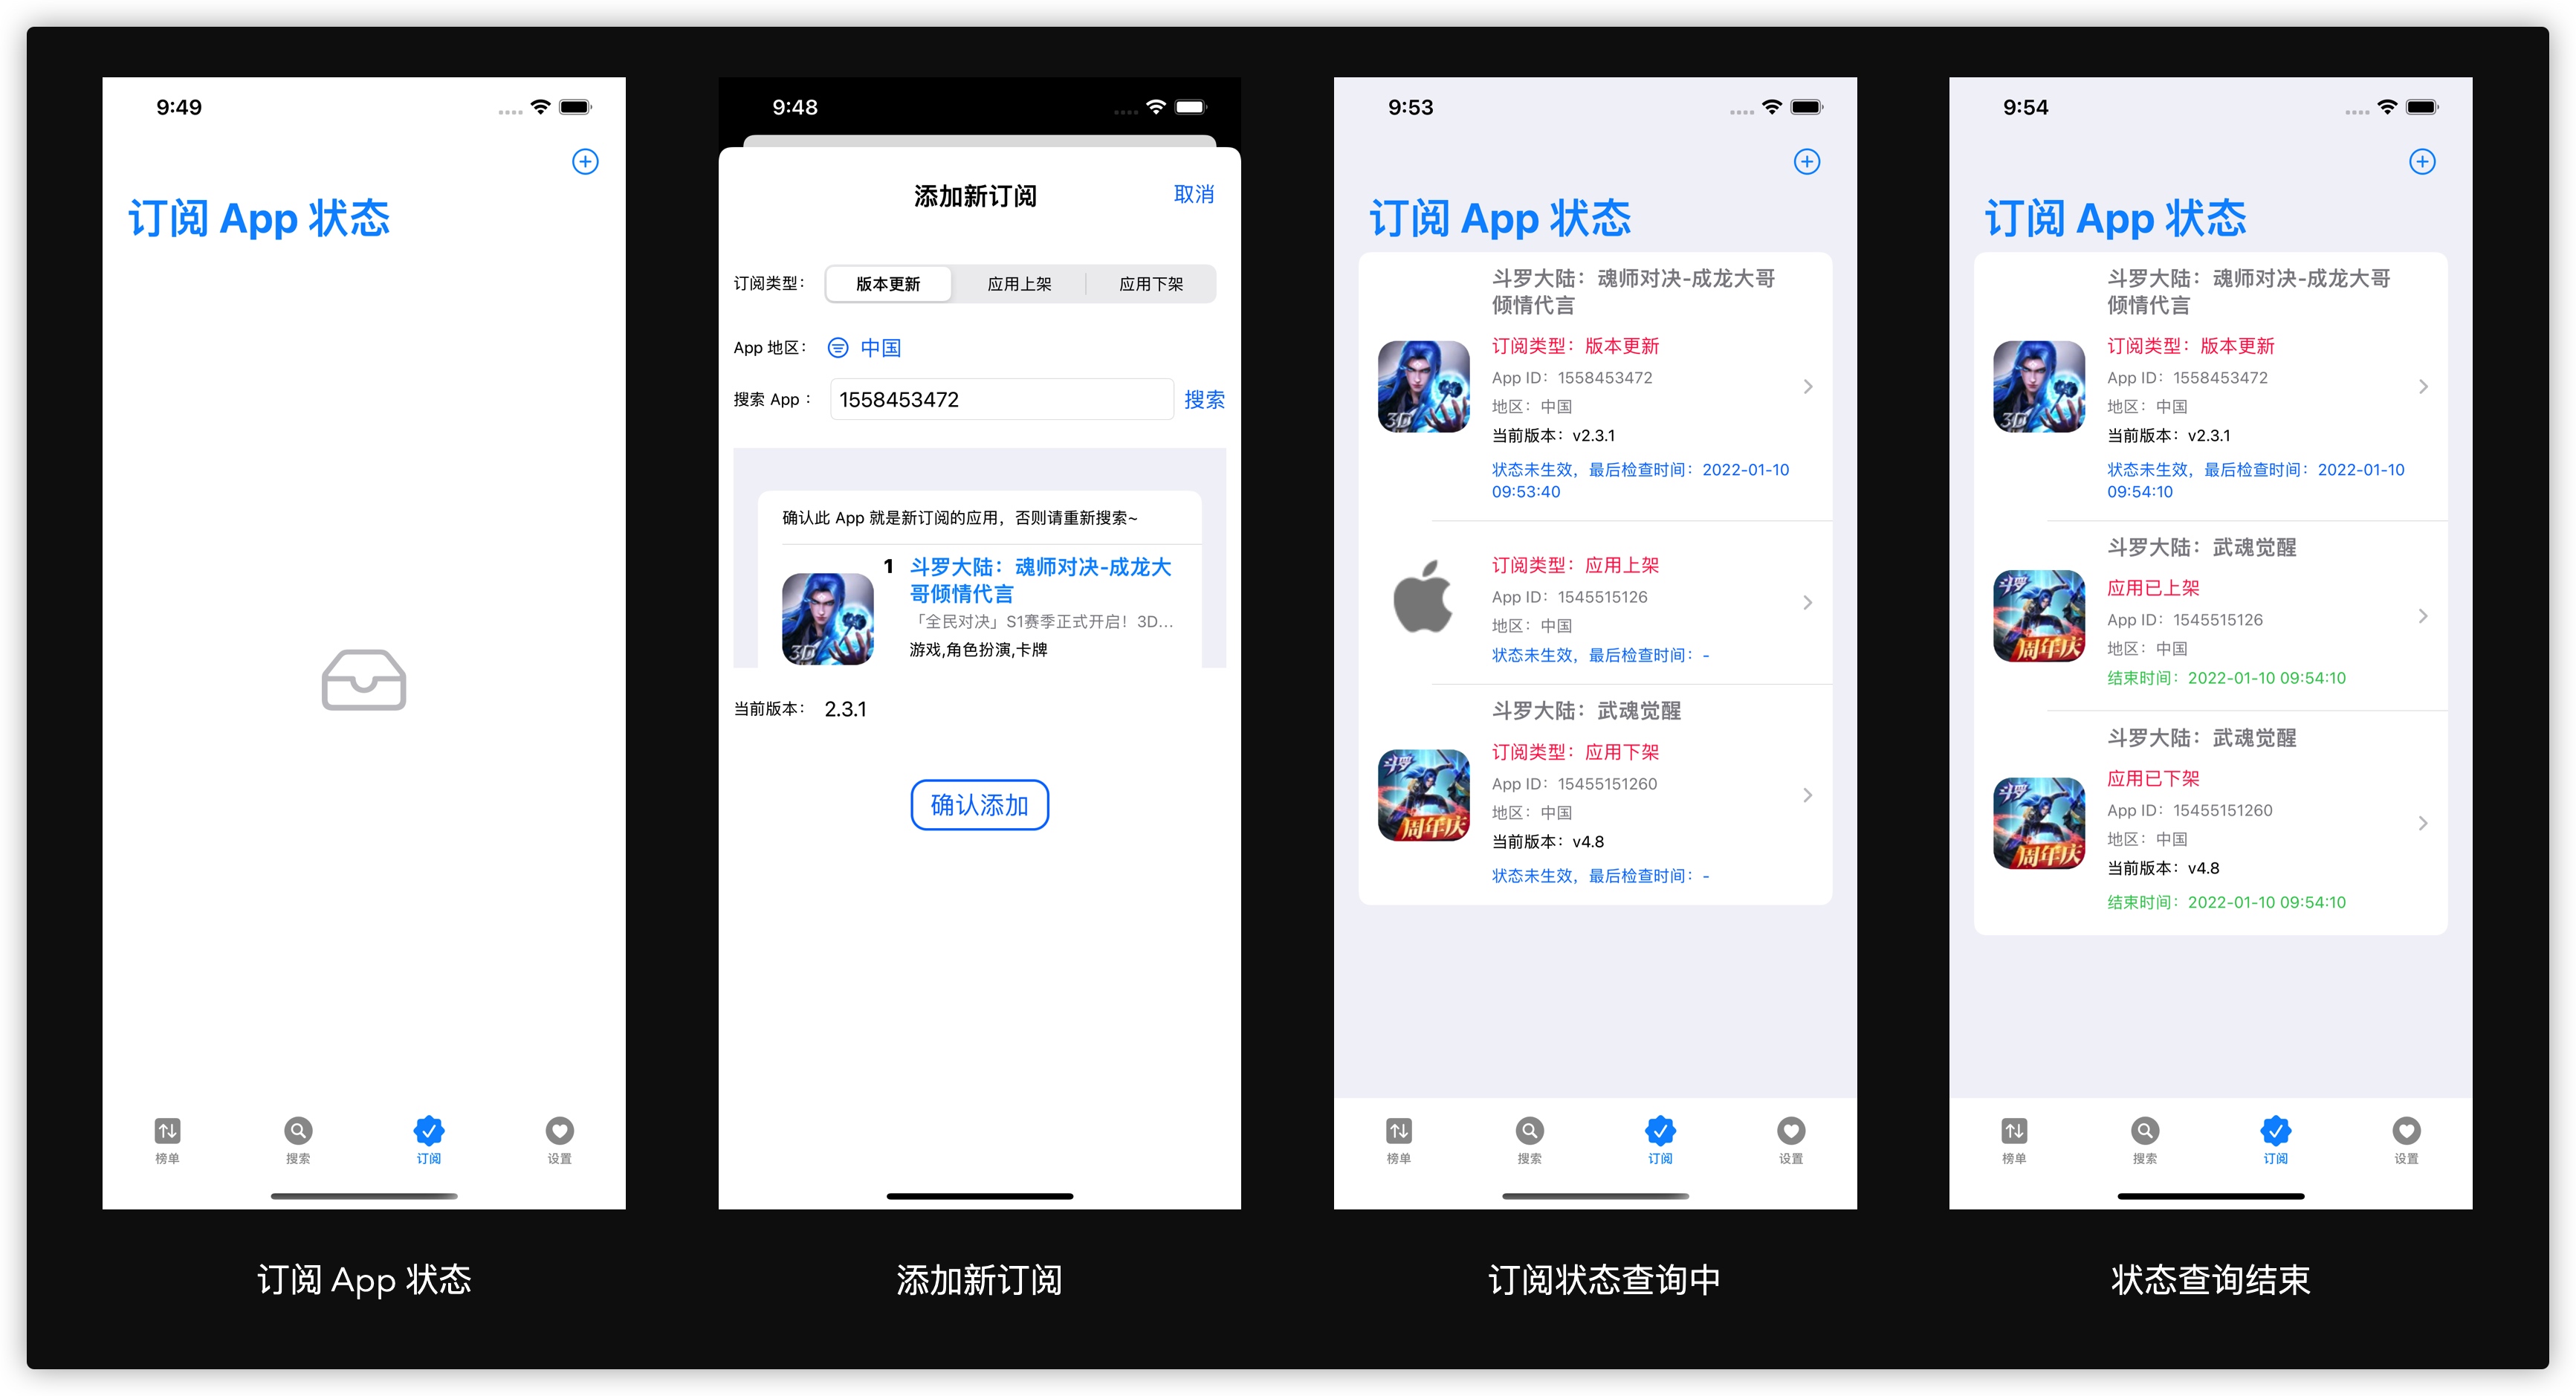 9:49
订阅 App 状态
榜单
搜索
订阅
设置
订阅 App 状态
9:48
添加新订阅
取消
订阅类型：
版本更新
应用上架
应用下架
App 地区：
中国
搜索 App：
1558453472
搜索
确认此 App 就是新订阅的应用，否则请重新搜索~
1
斗罗大陆：魂师对决-成龙大
哥倾情代言
「全民对决」S1赛季正式开启！3D...
游戏,角色扮演,卡牌
3D
当前版本：
2.3.1
确认添加
添加新订阅
9:53
订阅 App 状态
斗罗大陆：魂师对决-成龙大哥
倾情代言
订阅类型：版本更新
App ID：1558453472
地区：中国
当前版本：v2.3.1
状态未生效，最后检查时间：2022-01-10
09:53:40
3D
订阅类型：应用上架
App ID：1545515126
地区：中国
状态未生效，最后检查时间：-
斗罗大陆：武魂觉醒
订阅类型：应用下架
App ID：15455151260
地区：中国
当前版本：v4.8
状态未生效，最后检查时间：-
斗罗
周年庆
榜单
搜索
订阅
设置
订阅状态查询中
9:54
订阅 App 状态
斗罗大陆：魂师对决-成龙大哥
倾情代言
订阅类型：版本更新
App ID：1558453472
地区：中国
当前版本：v2.3.1
状态未生效，最后检查时间：2022-01-10
09:54:10
3D
斗罗大陆：武魂觉醒
应用已上架
App ID：1545515126
地区：中国
结束时间：2022-01-10 09:54:10
斗罗
周年庆
斗罗大陆：武魂觉醒
应用已下架
App ID：15455151260
地区：中国
当前版本：v4.8
结束时间：2022-01-10 09:54:10
斗罗
周年庆
榜单
搜索
订阅
设置
状态查询结束